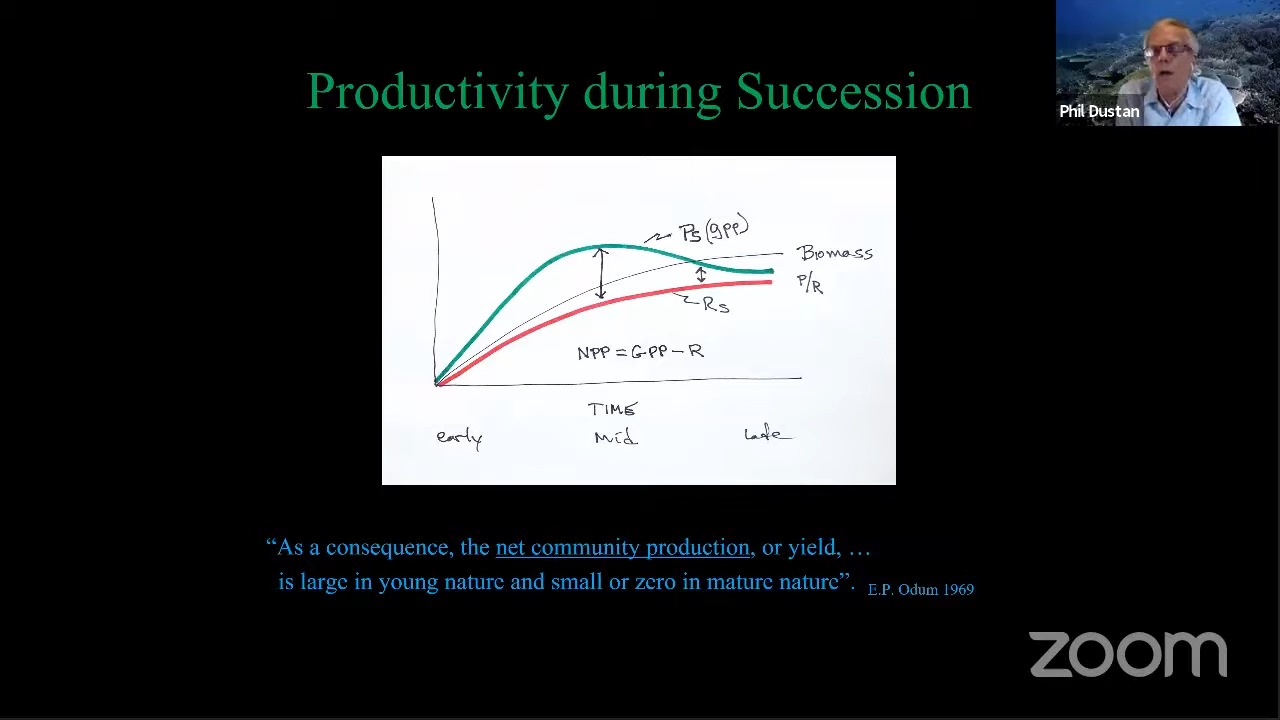 Productivity during Succession
Phil Dustan
Ps (gpp)
Biomass
P/R
Rs
NPP = GPP - R
TIME
early Mid Late
“As a consequence, the net community production, or yield, …
is large in young nature and small or zero in mature nature”. E.P. Odum 1969
zoom